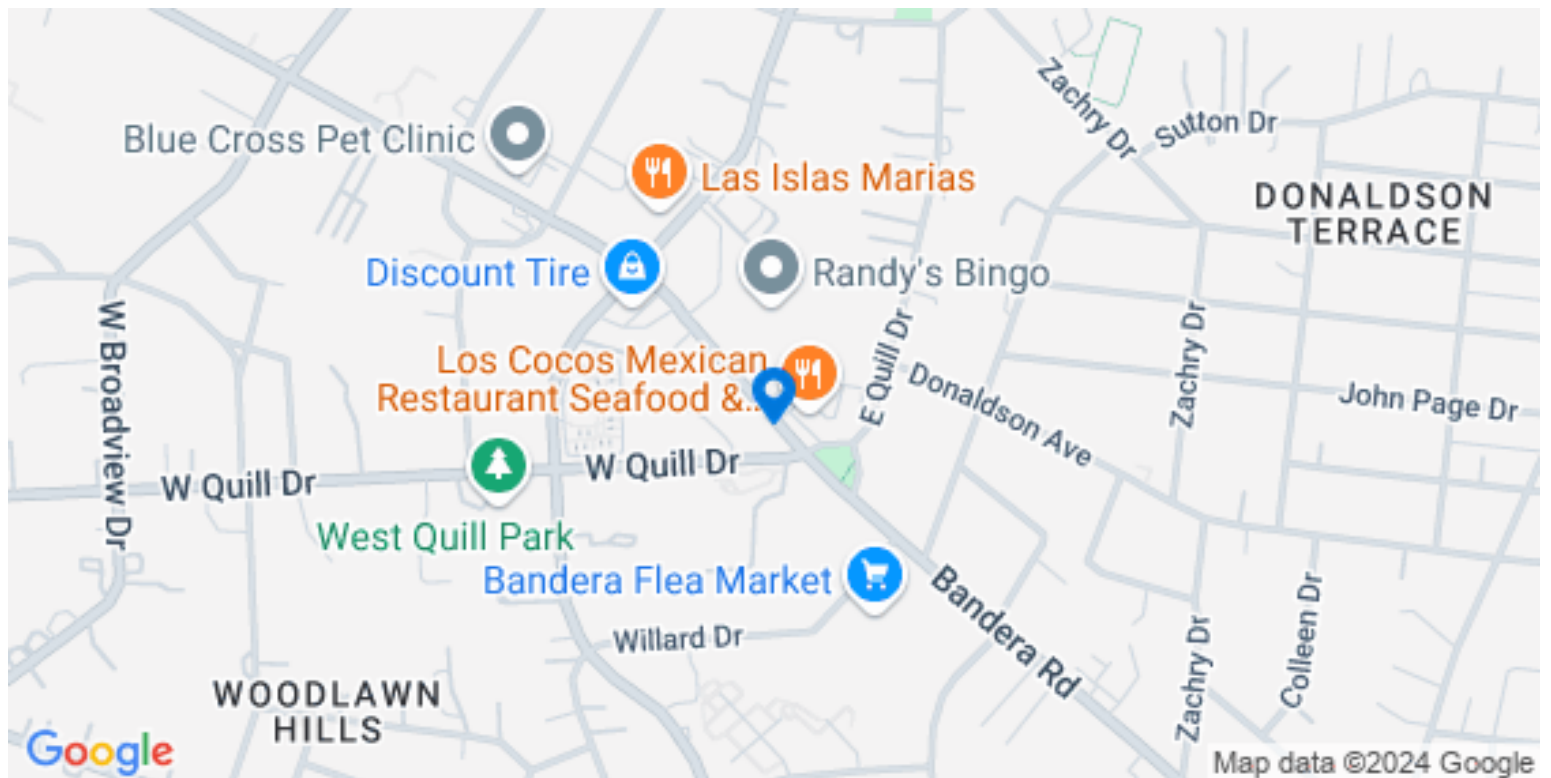 Zachry Dr
Sutton Dr
Blue Cross Pet Clinic
Las Islas Marias
DONALDSON
TERRACE
Discount Tire
Randy's Bingo
W Broadview Dr
E Quill Dr
Zachry Dr
Los Cocos Mexican
Restaurant Seafood &...
Donaldson Ave
John Page Dr
W Quill Dr
W Quill Dr
West Quill Park
Bandera Flea Market
Bandera Rd
Willard Dr
Zachry Dr
Colleen Dr
WOODLAWN
HILLS
Google
Map data ©2024 Google